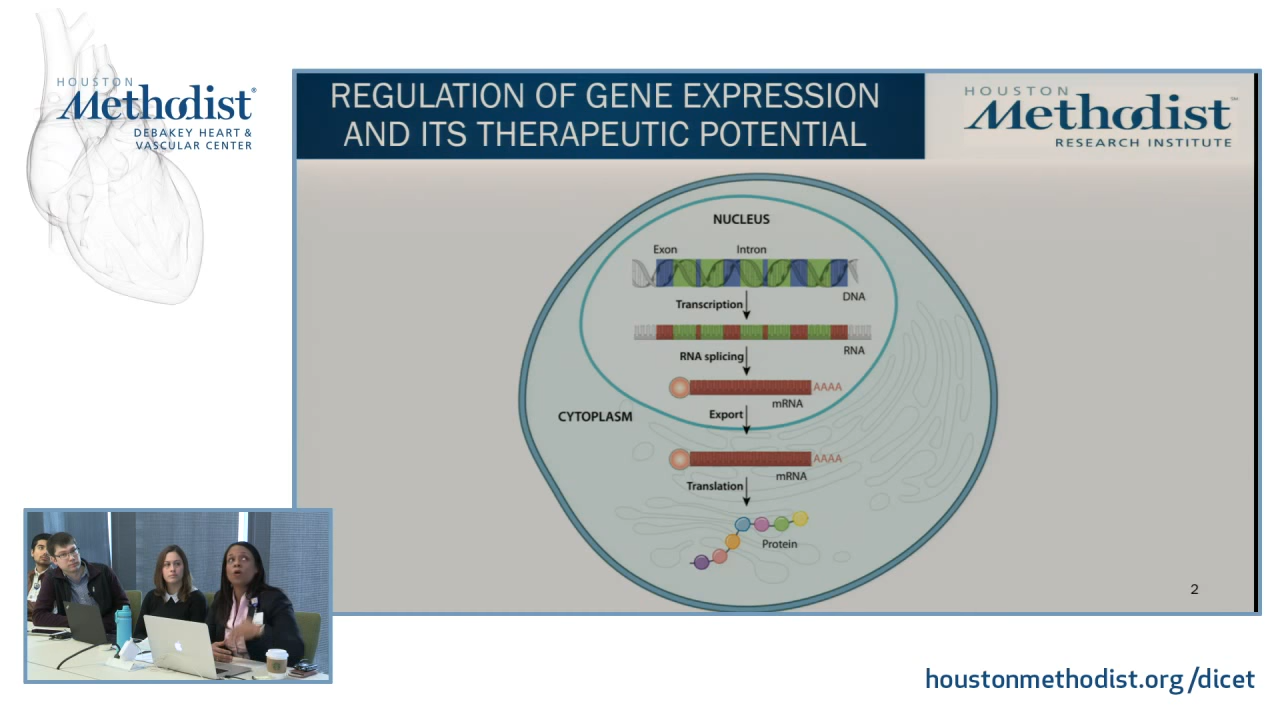 HOUSTON
Methodist®
DEBAKEY HEART &
VASCULAR CENTER
REGULATION OF GENE EXPRESSION
AND ITS THERAPEUTIC POTENTIAL
HOUSTON
Methodist℠
RESEARCH INSTITUTE
NUCLEUS
Exon
Intron
DNA
Transcription
RNA
RNA splicing
AAAA
mRNA
Export
CYTOPLASM
AAAA
mRNA
Translation
Protein
2
houstonmethodist.org/dicet